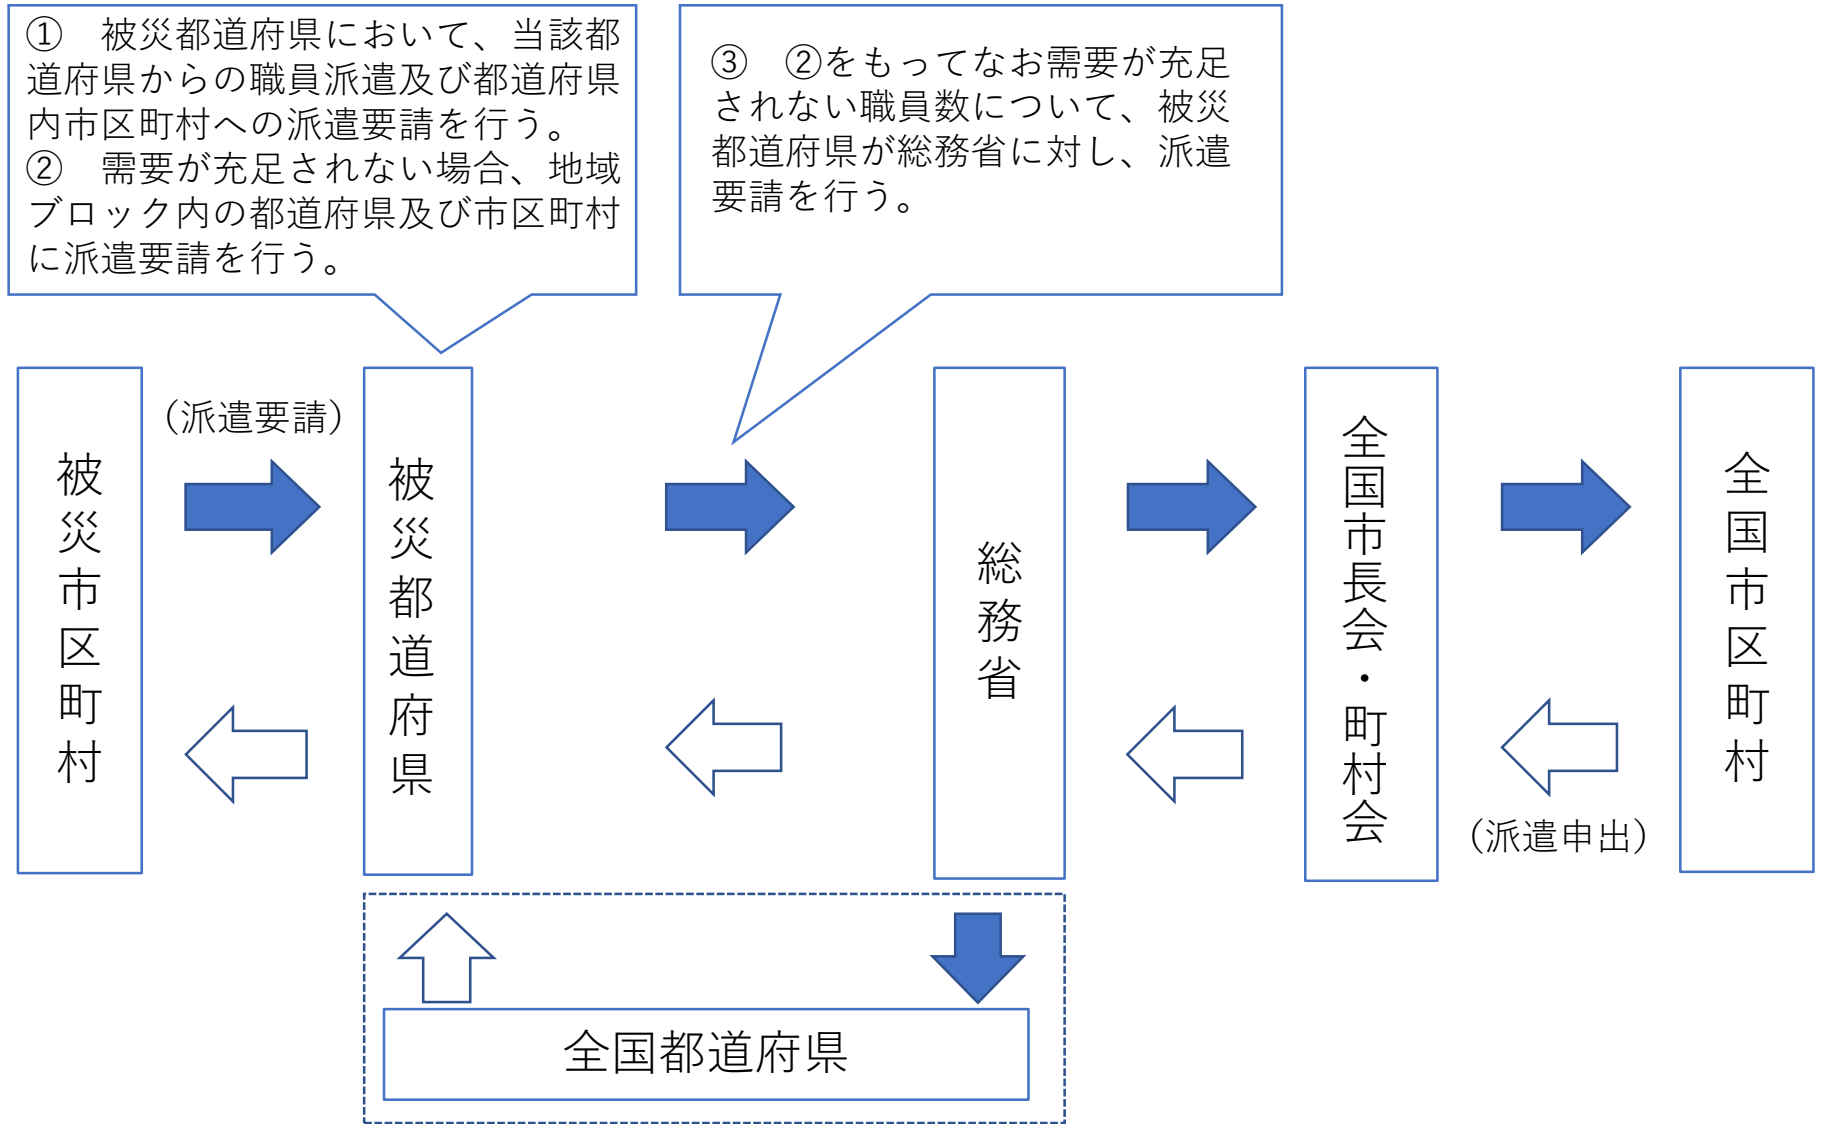 ① 被災都道府県において、当該都
道府県からの職員派遣及び都道府県
内市区町村への派遣要請を行う。
② 需要が充足されない場合、地域
ブロック内の都道府県及び市区町村
に派遣要請を行う。
③ ②をもってなお需要が充足
されない職員数について、被災
都道府県が総務省に対し、派遣
要請を行う。
被災市区町村
（派遣要請）
被災都道府県
総務省
全国市長会・町村会
（派遣申出）
全国市区町村
全国都道府県